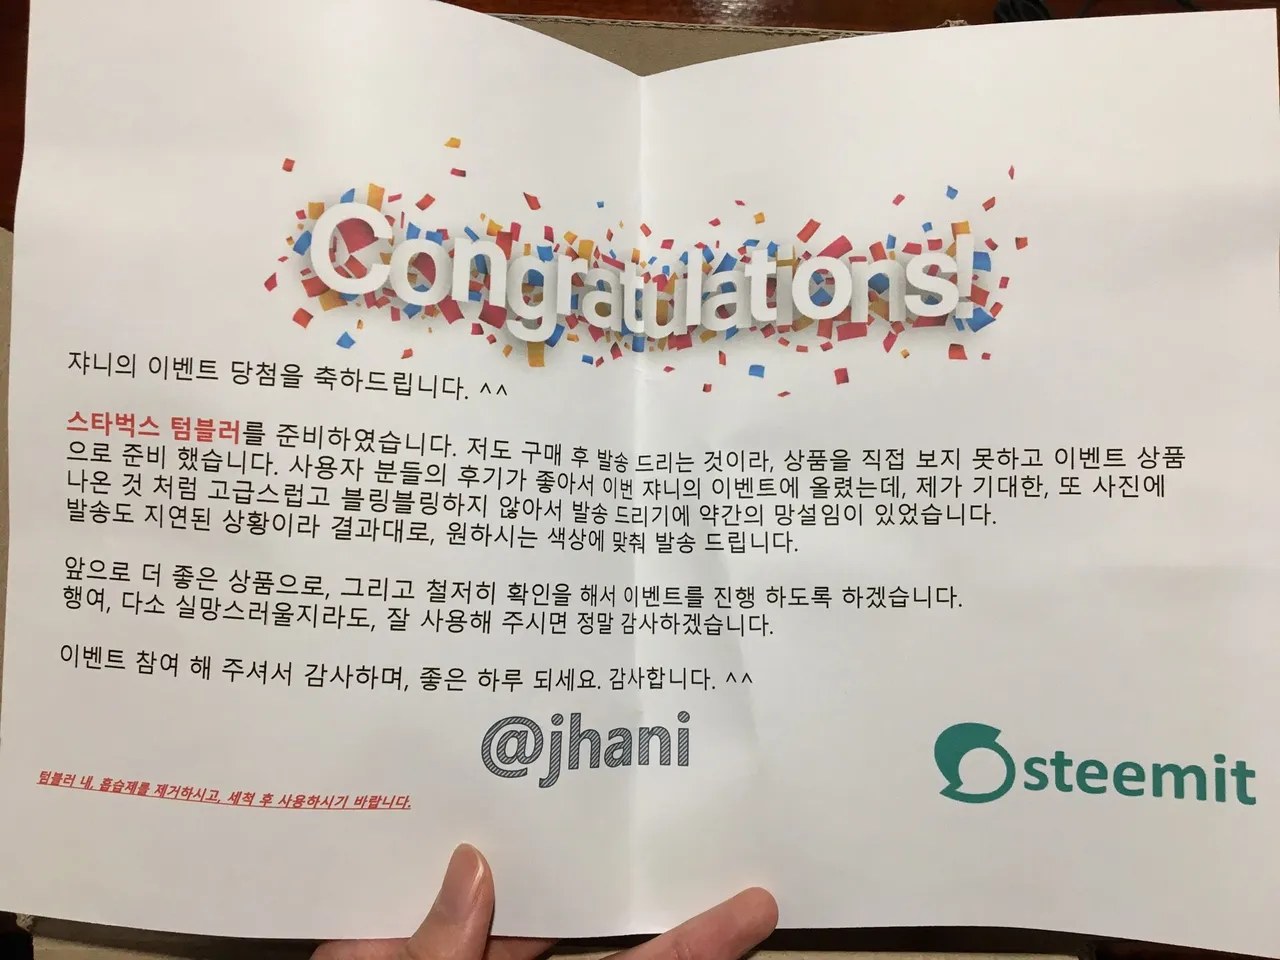 Congratulations!
쟈니의 이벤트 당첨을 축하드립니다. ^^
스타벅스 텀블러를 준비하였습니다. 저도 구매 후 발송 드리는 것이라, 상품을 직접 보지 못하고 이벤트 상품
으로 준비 했습니다. 사용자 분들의 후기가 좋아서 이번 쟈니의 이벤트에 올렸는데, 제가 기대한, 또 사진에
나온 것 처럼 고급스럽고 블링블링하지 않아서 발송 드리기에 약간의 망설임이 있었습니다.
발송도 지연된 상황이라 결과대로, 원하시는 색상에 맞춰 발송 드립니다.
앞으로 더 좋은 상품으로, 그리고 철저히 확인을 해서 이벤트를 진행 하도록 하겠습니다.
행여, 다소 실망스러울지라도, 잘 사용해 주시면 정말 감사하겠습니다.
이벤트 참여 해 주셔서 감사하며, 좋은 하루 되세요. 감사합니다. ^^
@jhani
steemit
텀블러 내, 흡습제를 제거하시고, 세척 후 사용하시기 바랍니다.